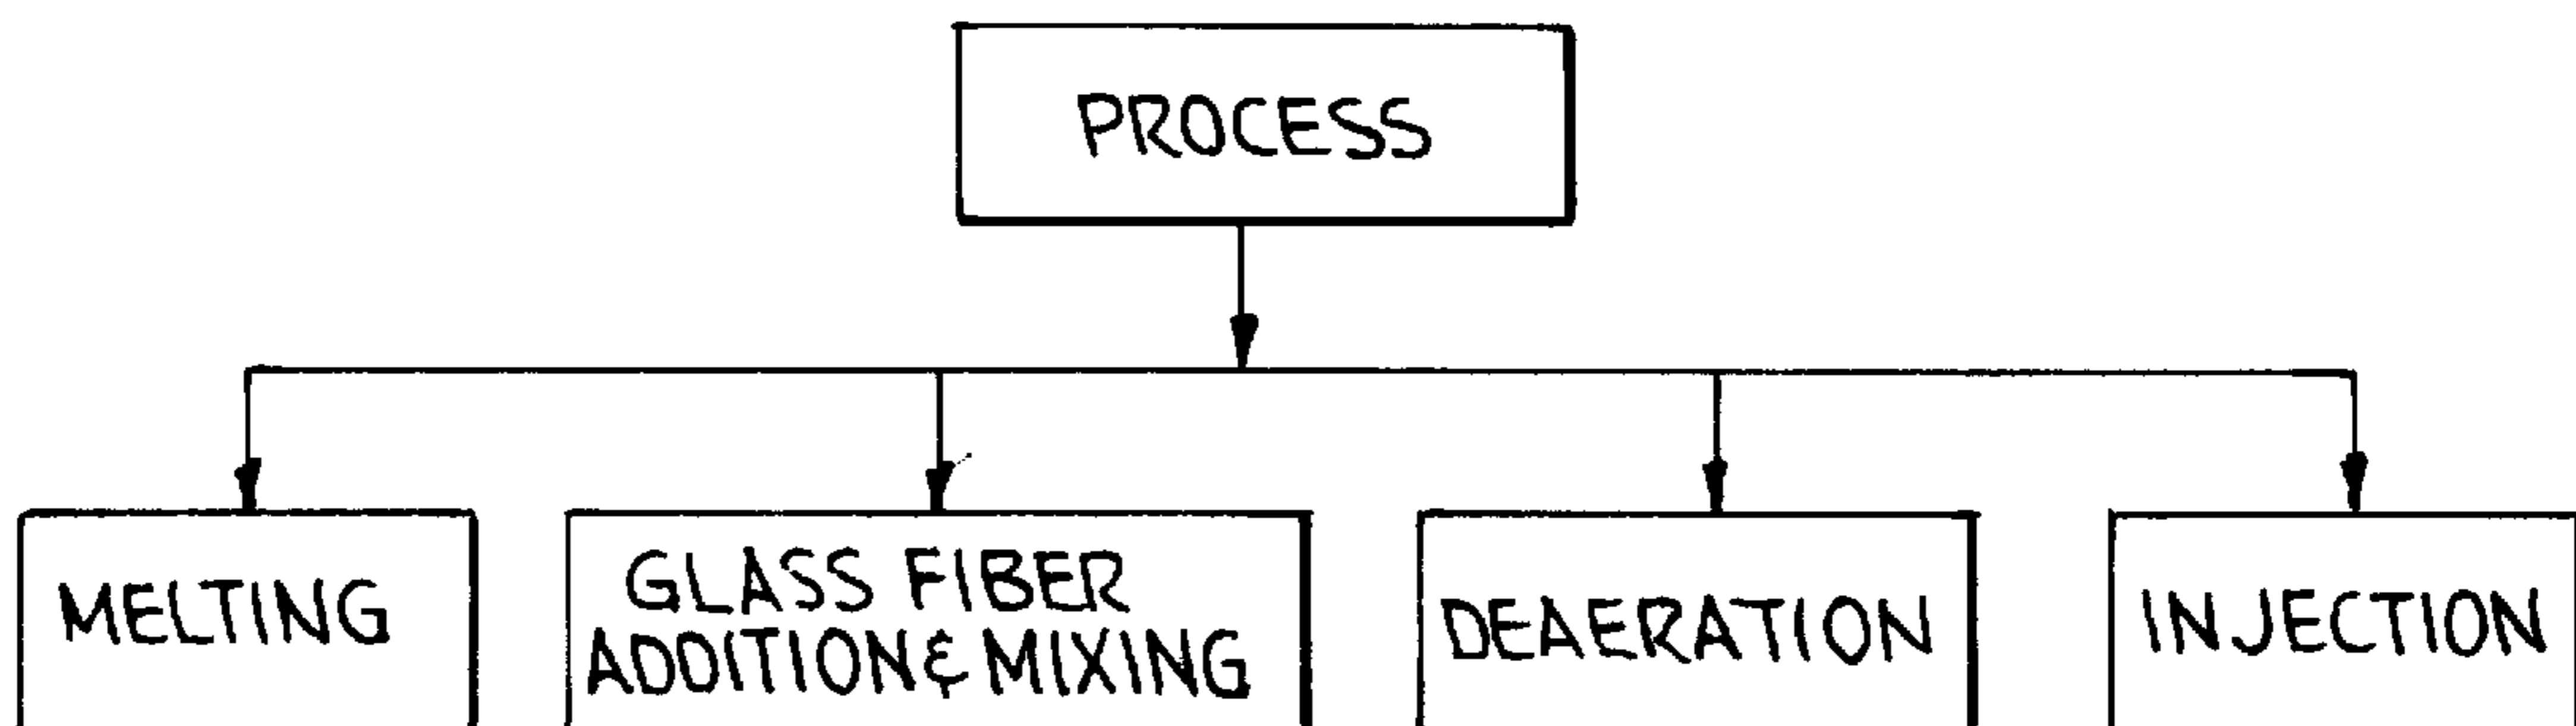 PROCESS
MELTING
GLASS FIBER
ADDITION & MIXING
DEAERATION
INJECTION